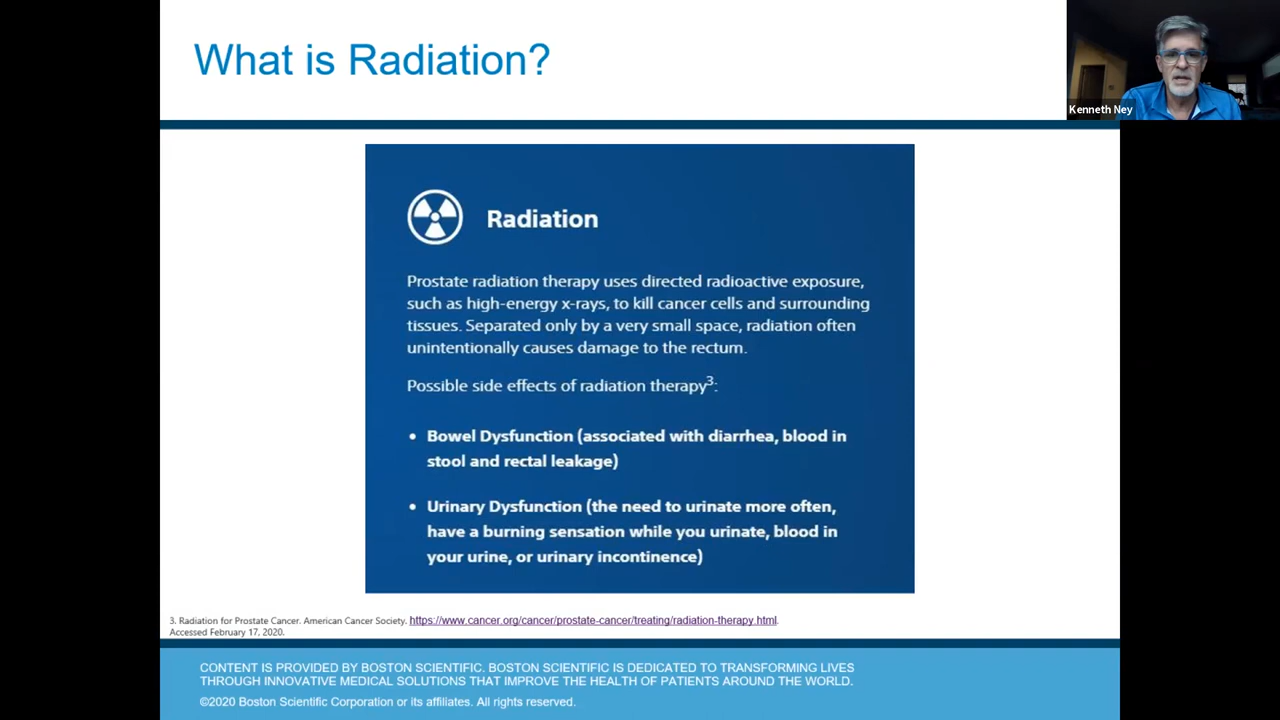 What is Radiation?
Kenneth Ney
Radiation
Prostate radiation therapy uses directed radioactive exposure,
such as high-energy x-rays, to kill cancer cells and surrounding
tissues. Separated only by a very small space, radiation often
unintentionally causes damage to the rectum.
Possible side effects of radiation therapy3:
• Bowel Dysfunction (associated with diarrhea, blood in
stool and rectal leakage)
• Urinary Dysfunction (the need to urinate more often,
have a burning sensation while you urinate, blood in
your urine, or urinary incontinence)
3. Radiation for Prostate Cancer. American Cancer Society. https://www.cancer.org/cancer/prostate-cancer/treating/radiation-therapy.html.
Accessed February 17, 2020.
CONTENT IS PROVIDED BY BOSTON SCIENTIFIC. BOSTON SCIENTIFIC IS DEDICATED TO TRANSFORMING LIVES
THROUGH INNOVATIVE MEDICAL SOLUTIONS THAT IMPROVE THE HEALTH OF PATIENTS AROUND THE WORLD.
©2020 Boston Scientific Corporation or its affiliates. All rights reserved.